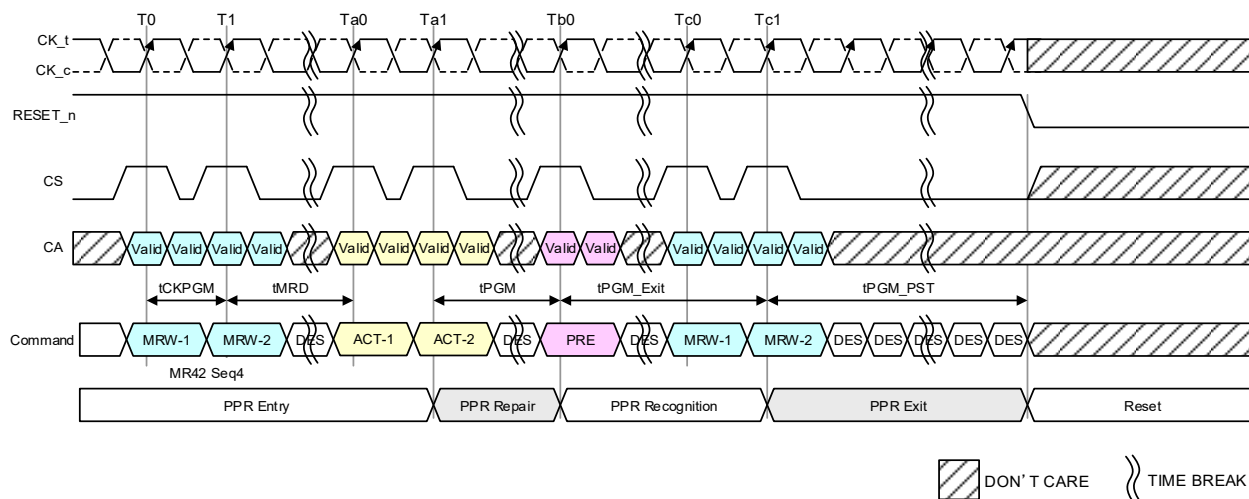 T0 T1 Ta0 Ta1 Tb0 Tc0 Tc1
CK_t
CK_c
RESET_n
CS
CA Valid Valid Valid Valid Valid Valid Valid Valid Valid Valid Valid Valid Valid Valid
tCKPGM tMRD tPGM tPGM_Exit tPGM_PST
Command MRW-1 MRW-2 DES ACT-1 ACT-2 DES PRE DES MRW-1 MRW-2 DES DES DES DES DES
MR42 Seq4
PPR Entry PPR Repair PPR Recognition PPR Exit Reset
DON'T CARE TIME BREAK